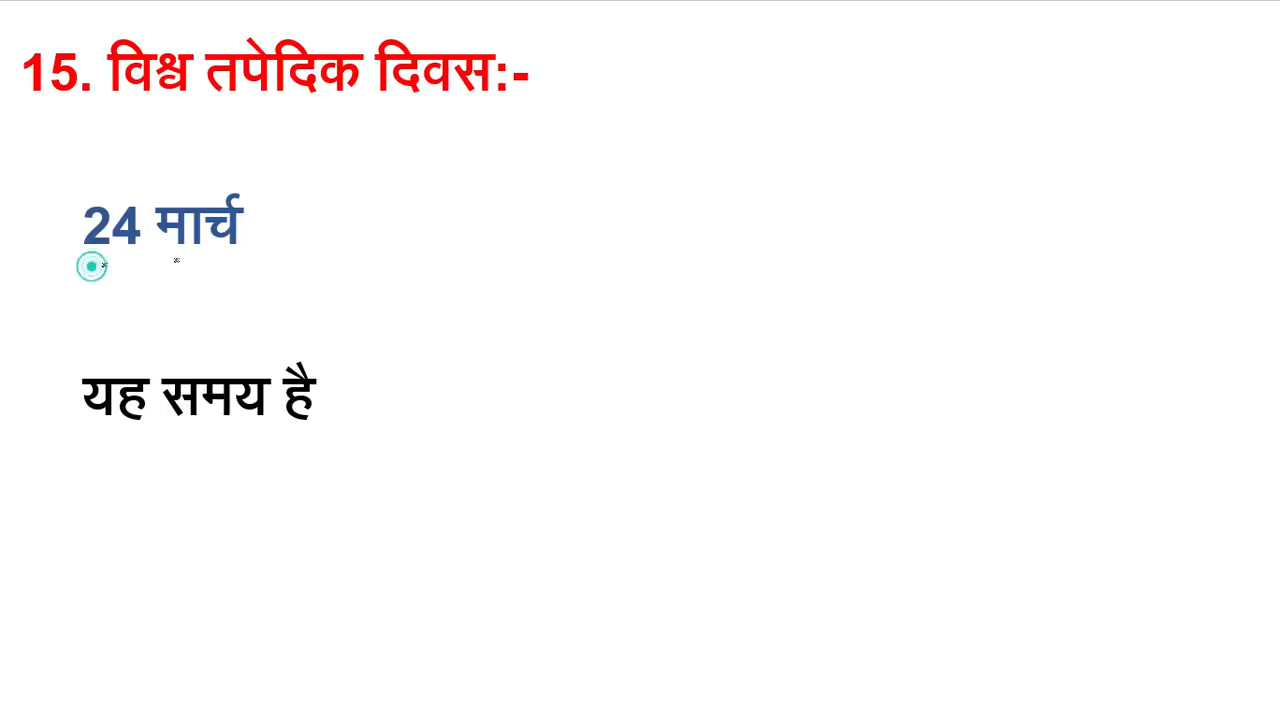 15. विश्व तपेदिक दिवस:-
24 मार्च
यह समय है